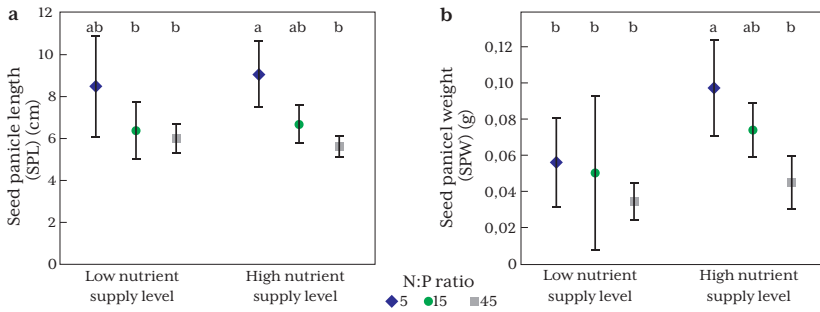 a
Seed panicle length
(SPL) (cm)
12
10
8
6
4
2
0
ab b b a ab b
Low nutrient
supply level
High nutrient
supply level
b
Seed panicel weight
(SPW) (g)
0,12
0,10
0,08
0,06
0,04
0,02
0
b b b a ab b
Low nutrient
supply level
High nutrient
supply level
N:P ratio
5 15 45